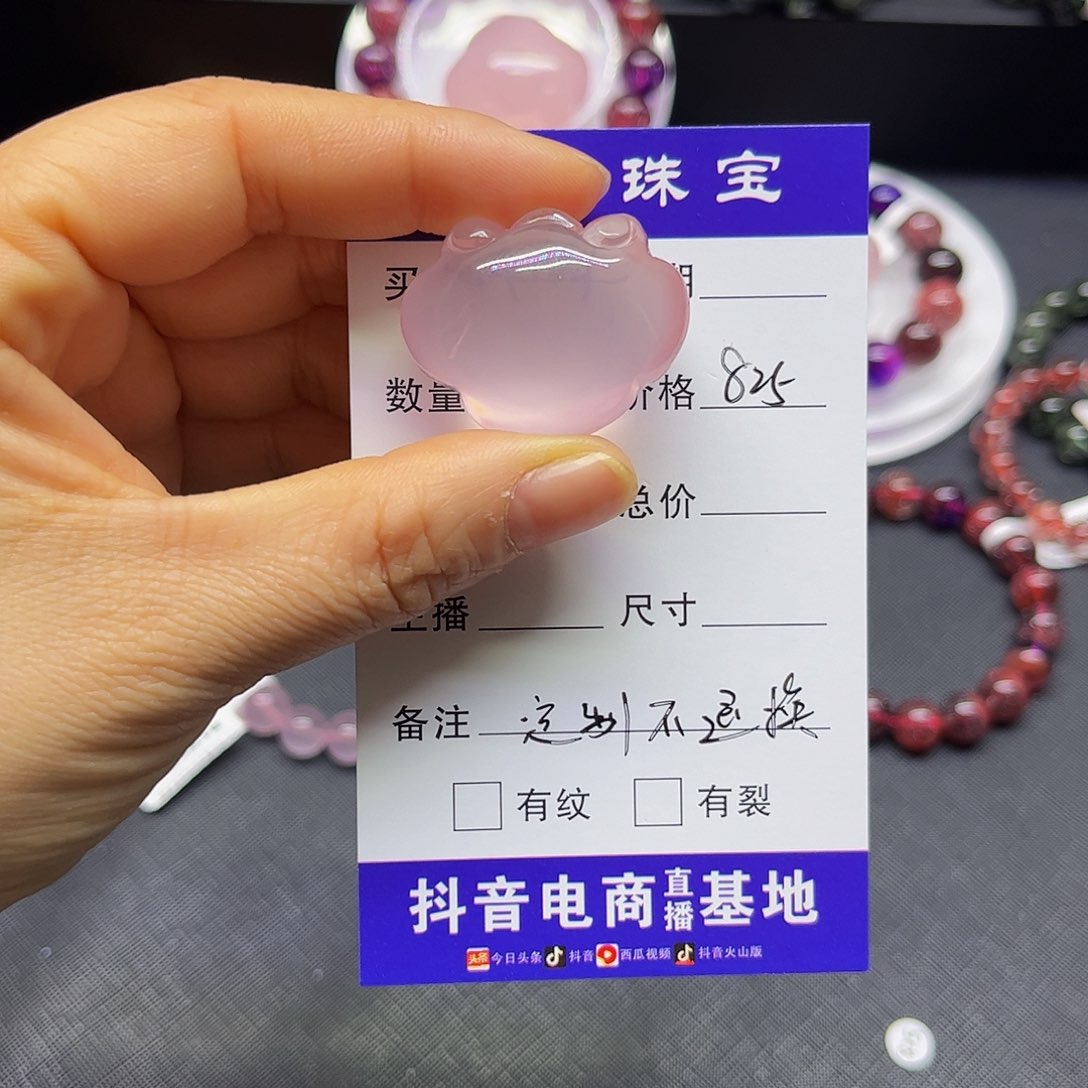 珠宝
买 期
数量 价格 825
总价
主播 尺寸
备注 定制不退换
有纹 有裂
抖音电商直播基地
头条 今日头条 抖音 西瓜视频 抖音火山版